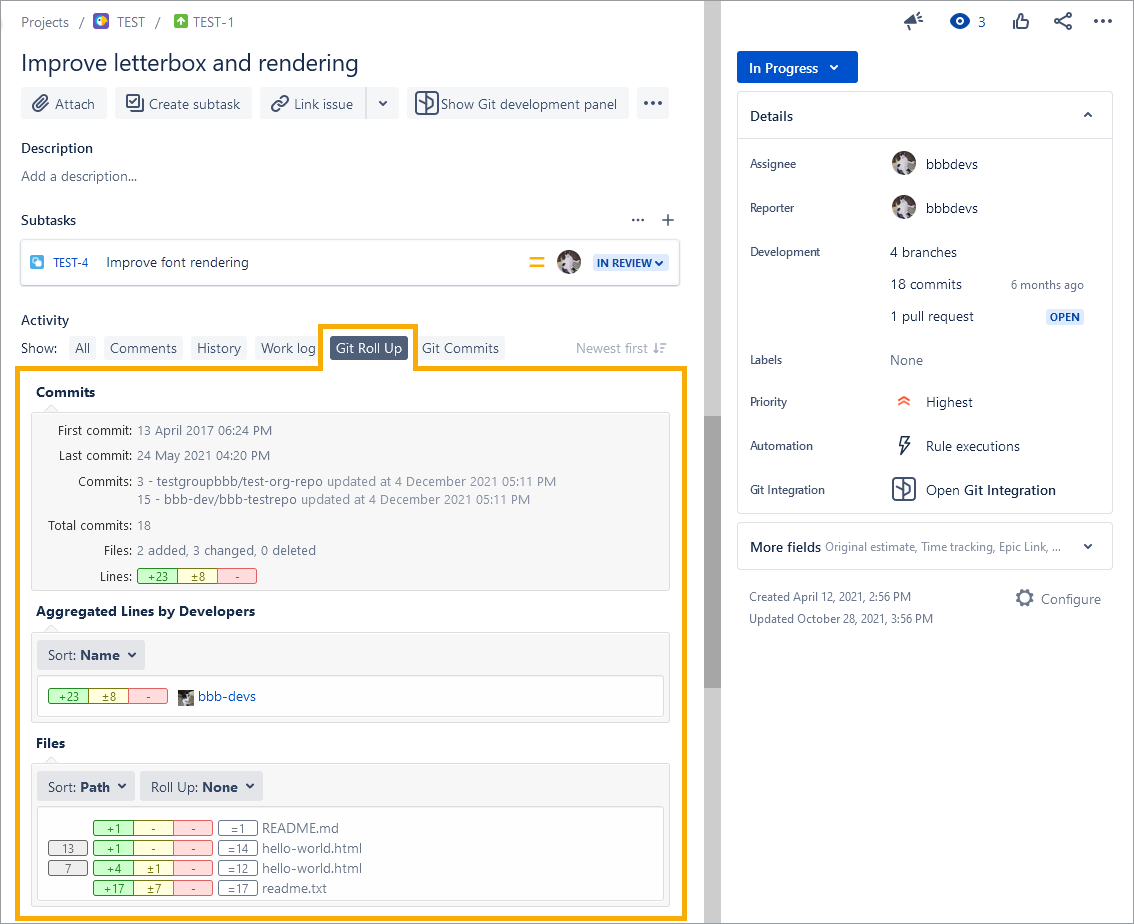 Projects / TEST / TEST-1
Improve letterbox and rendering
Attach Create subtask Link issue Show Git development panel
Description
Add a description...
Subtasks
TEST-4 Improve font rendering IN REVIEW
Activity
Show: All Comments History Work log Git Roll Up Git Commits Newest first
Commits
First commit: 13 April 2017 06:24 PM
Last commit: 24 May 2021 04:20 PM
Commits: 3 - testgroupbbb/test-org-repo updated at 4 December 2021 05:11 PM
15 - bbb-dev/bbb-testrepo updated at 4 December 2021 05:11 PM
Total commits: 18
Files: 2 added, 3 changed, 0 deleted
Lines: +23 ±8 -
Aggregated Lines by Developers
Sort: Name
+23 ±8 - bbb-devs
Files
Sort: Path Roll Up: None
+1 - - =1 README.md
13 +1 - - =14 hello-world.html
7 +4 ±1 - =12 hello-world.html
+17 ±7 - =17 readme.txt
3
In Progress
Details
Assignee bbbdevs
Reporter bbbdevs
Development 4 branches
18 commits 6 months ago
1 pull request OPEN
Labels None
Priority Highest
Automation Rule executions
Git Integration Open Git Integration
More fields Original estimate, Time tracking, Epic Link, ...
Created April 12, 2021, 2:56 PM
Configure
Updated October 28, 2021, 3:56 PM